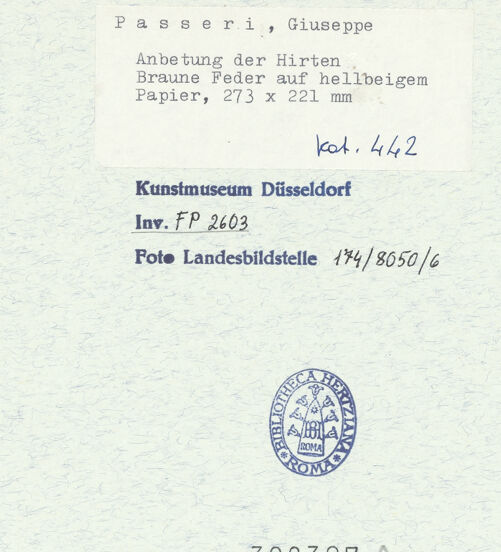 Passeri, Giuseppe
Anbetung der Hirten
Braune Feder auf hellbeigem
Papier, 273 x 221 mm
Kat. 442
Kunstmuseum Düsseldorf
Inv. FP 2603
Foto Landesbildstelle 174/8050/6
*BIBLIOTHECA HERTZIANA*
ROMA
ROMA